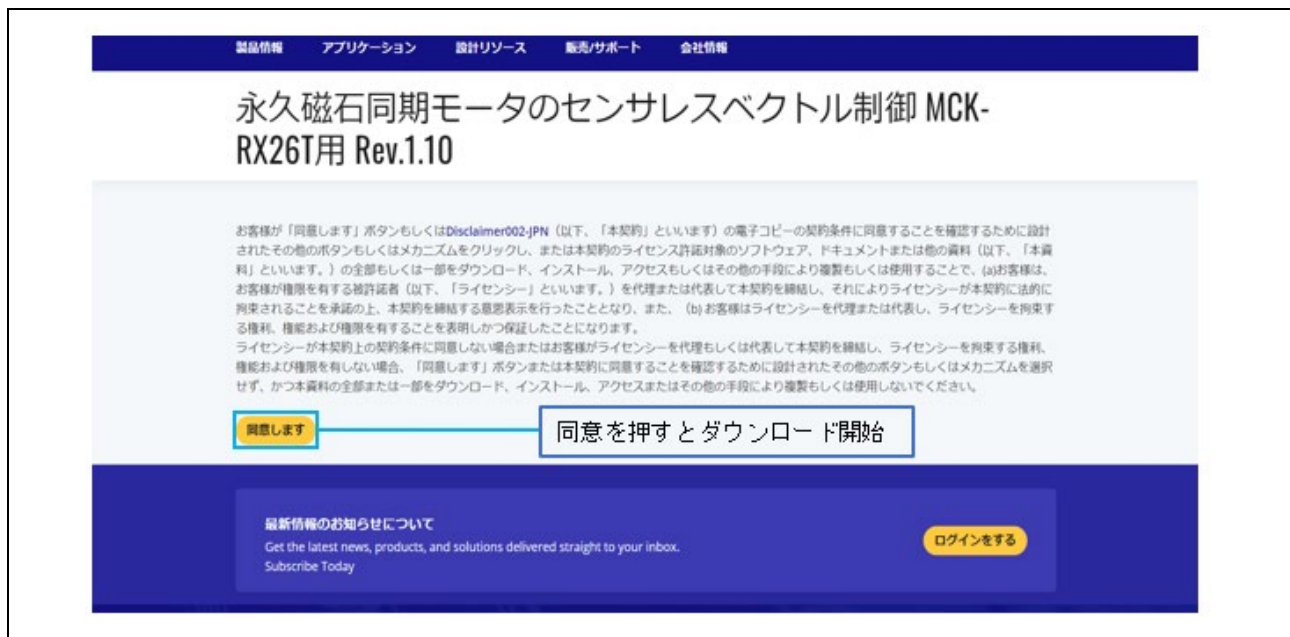 製品情報 アプリケーション 設計リソース 販売/サポート 会社情報
永久磁石同期モータのセンサレスベクトル制御 MCK-
RX26T用 Rev.1.10
お客様が「同意します」ボタンもしくはDisclaimer002-JPN（以下、「本契約」といいます）の電子コピーの契約条件に同意することを確認するために設計
されたその他のボタンもしくはメカニズムをクリックし、または本契約のライセンス許諾対象のソフトウェア、ドキュメントまたは他の資料（以下、「本資
料」といいます。）の全部もしくは一部をダウンロード、インストール、アクセスもしくはその他の手段により複製もしくは使用することで、(a)お客様は、
お客様が権限を有する被許諾者（以下、「ライセンシー」といいます。）を代理または代表して本契約を締結し、それによりライセンシーが本契約に法的に
拘束されることを承諾の上、本契約を締結する意思表示を行ったこととなり、また、（b) お客様はライセンシーを代理または代表し、ライセンシーを拘束す
る権利、権能および権限を有することを表明しかつ保証したことになります。
ライセンシーが本契約上の契約条件に同意しない場合またはお客様がライセンシーを代理もしくは代表して本契約を締結し、ライセンシーを拘束する権利、
権能および権限を有しない場合、「同意します」ボタンまたは本契約に同意することを確認するために設計されたその他のボタンもしくはメカニズムを選択
せず、かつ本資料の全部または一部をダウンロード、インストール、アクセスまたはその他の手段により複製もしくは使用しないでください。
同意します
同意を押すとダウンロード開始
最新情報のお知らせについて
Get the latest news, products, and solutions delivered straight to your inbox.
Subscribe Today
ログインをする